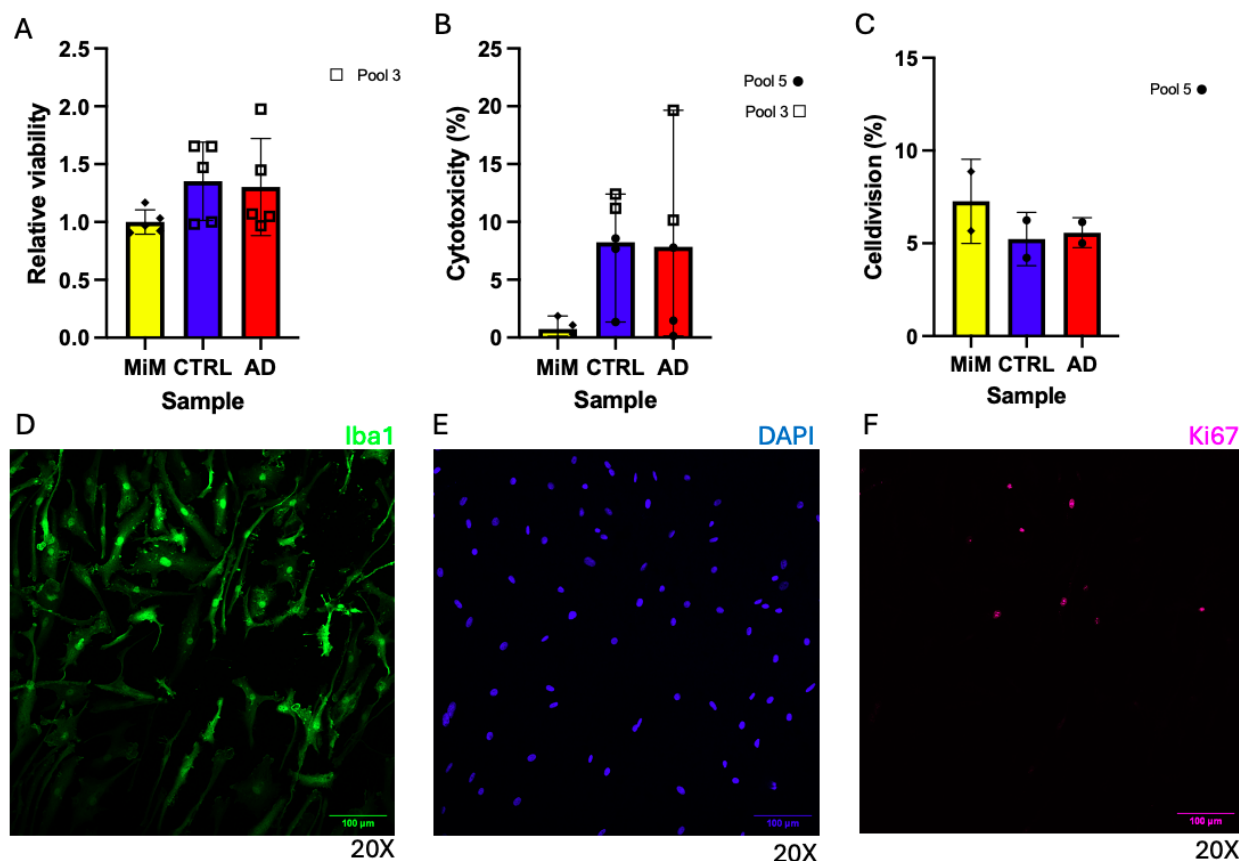 A
Relative viability
2.5
2.0
1.5
1.0
0.5
0.0
MiM CTRL AD
Sample
Pool 3
B
Cytotoxicity (%)
25
20
15
10
5
0
MiM CTRL AD
Sample
Pool 5
Pool 3
C
Celldivision (%)
15
10
5
0
MiM CTRL AD
Sample
Pool 5
D
Iba1
100 µm
20X
E
DAPI
100 µm
20X
F
Ki67
100 µm
20X